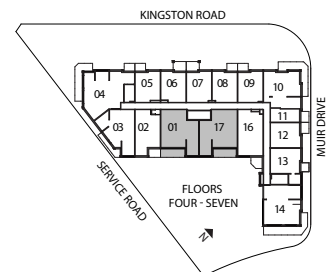 KINGSTON ROAD
04
05
06
07
08
09
10
11
12
13
14
03
02
01
17
16
MUIR DRIVE
SERVICE ROAD
FLOORS
FOUR - SEVEN
N